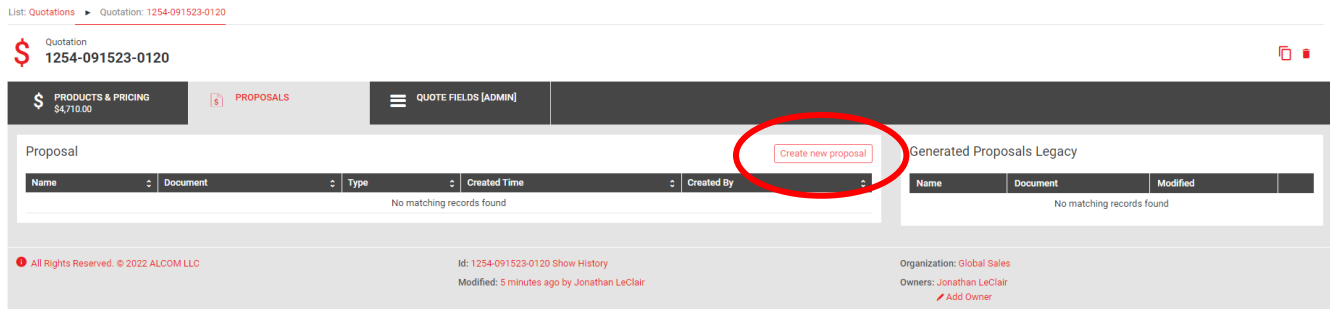 List: Quotations ► Quotation: 1254-091523-0120
Quotation
1254-091523-0120
PRODUCTS & PRICING
$4,710.00
PROPOSALS
QUOTE FIELDS [ADMIN]
Proposal
Create new proposal
Name Document Type Created Time Created By
No matching records found
Generated Proposals Legacy
Name Document Modified
No matching records found
All Rights Reserved. © 2022 ALCOM LLC
Id: 1254-091523-0120 Show History
Modified: 5 minutes ago by Jonathan LeClair
Organization: Global Sales
Owners: Jonathan LeClair
Add Owner